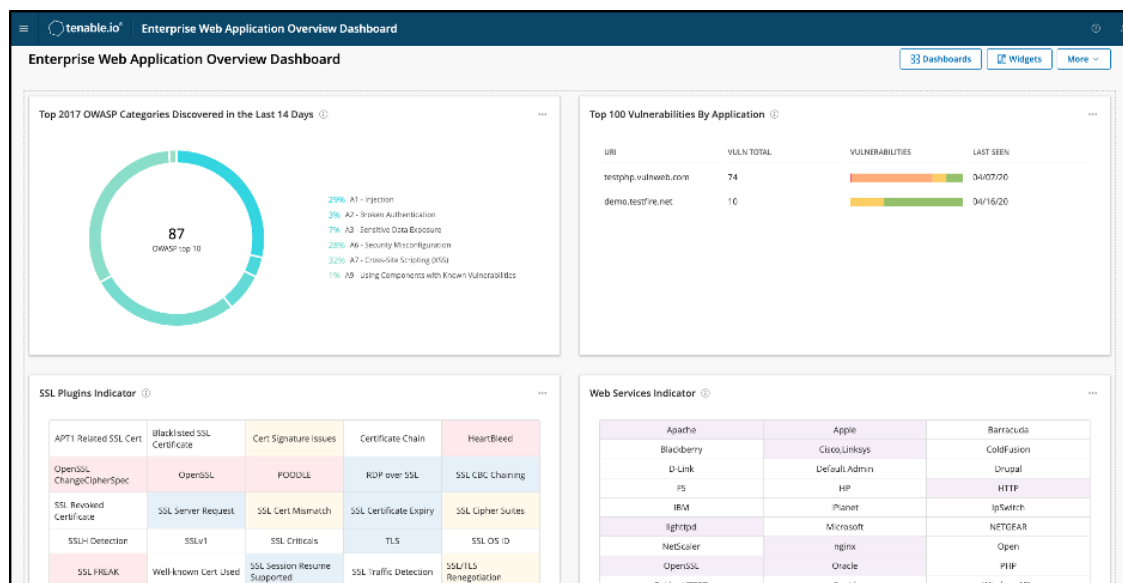 tenable.io
Enterprise Web Application Overview Dashboard
Enterprise Web Application Overview Dashboard
Dashboards
Widgets
More
Top 2017 OWASP Categories Discovered in the Last 14 Days
87
OWASP top 10
29% A1 - Injection
3% A2 - Broken Authentication
7% A3 - Sensitive Data Exposure
28% A6 - Security Misconfiguration
32% A7 - Cross-Site Scripting (XSS)
1% A9 - Using Components with Known Vulnerabilities
Top 100 Vulnerabilities By Application
URI VULN TOTAL VULNERABILITIES LAST SEEN
testphp.vulnweb.com 74 04/07/20
demo.testfire.net 10 04/16/20
SSL Plugins Indicator
APT1 Related SSL Cert Blacklisted SSL Certificate Cert Signature Issues Certificate Chain HeartBleed
OpenSSL ChangeCipherSpec OpenSSL POODLE RDP over SSL SSL CBC Chaining
SSL Revoked Certificate SSL Server Request SSL Cert Mismatch SSL Certificate Expiry SSL Cipher Suites
SSLH Detection SSLv1 SSL Criticals TLS SSL OS ID
SSL FREAK Well-known Cert Used SSL Session Resume Supported SSL Traffic Detection SSL/TLS Renegotiation
Web Services Indicator
Apache Apple Barracuda
Blackberry Cisco,Linksys ColdFusion
D-Link Default,Admin Drupal
F5 HP HTTP
IBM iPlanet IpSwitch
lighttpd Microsoft NETGEAR
NetScaler nginx Open
OpenSSL Oracle PHP